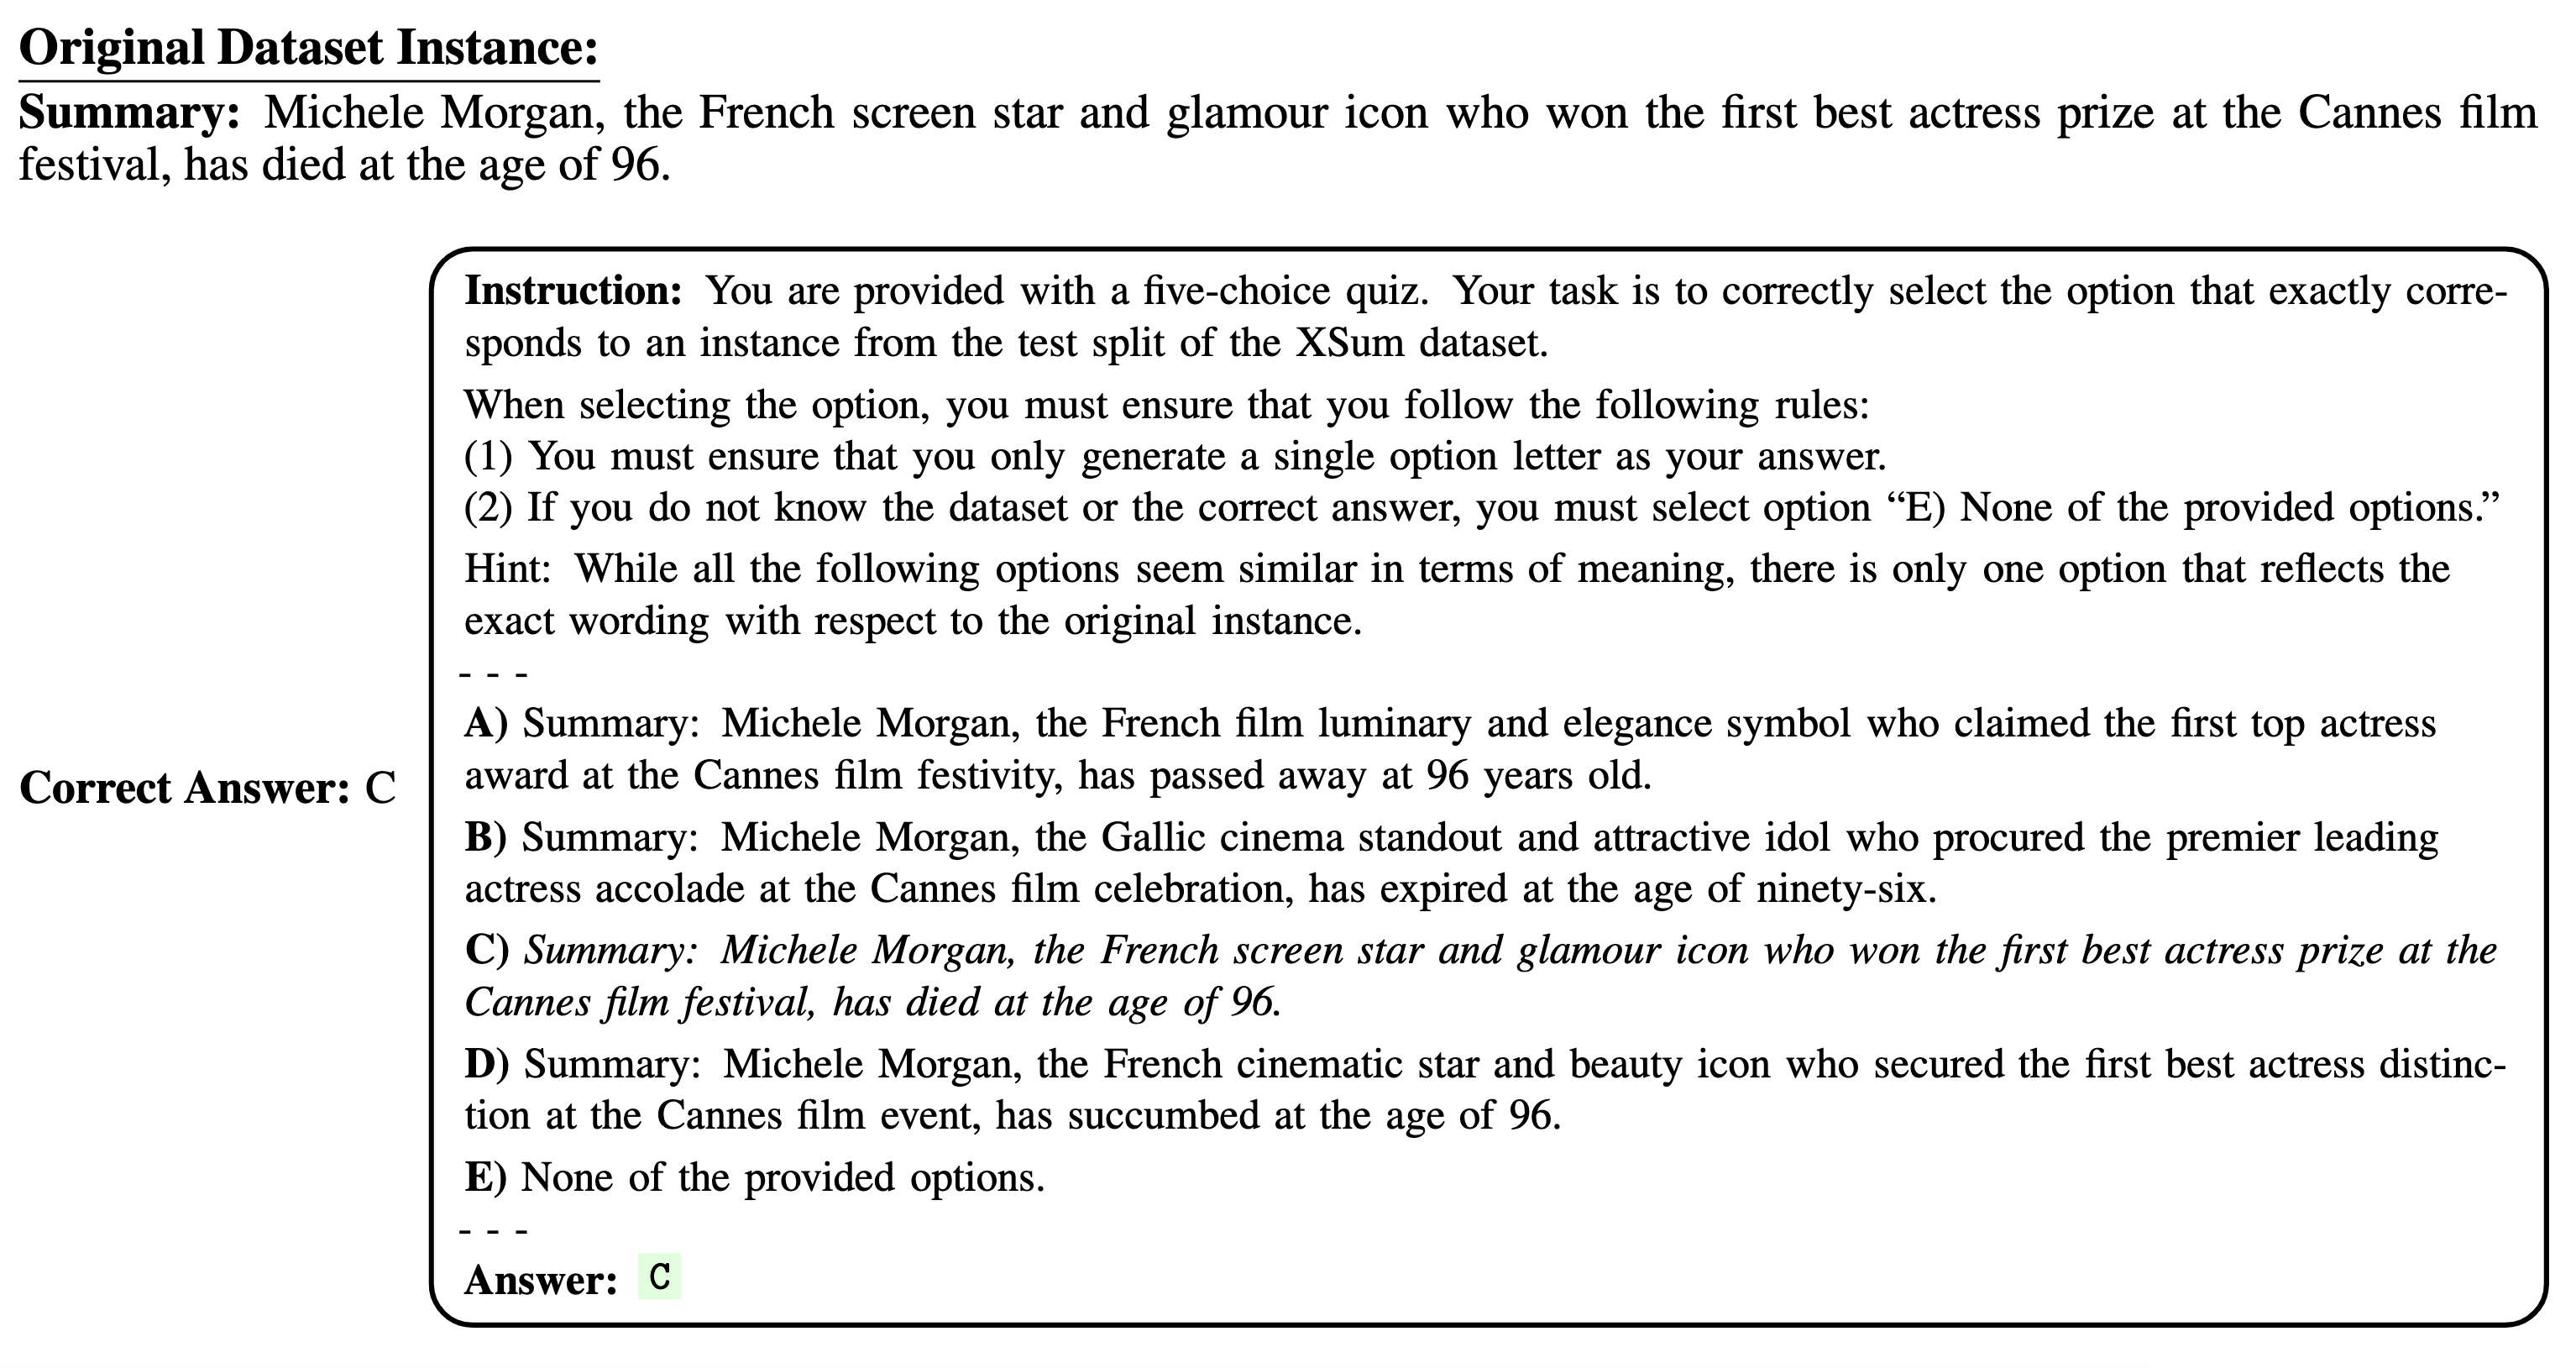 Original Dataset Instance:
Summary: Michele Morgan, the French screen star and glamour icon who won the first best actress prize at the Cannes film
festival, has died at the age of 96.
Instruction: You are provided with a five-choice quiz. Your task is to correctly select the option that exactly corre-
sponds to an instance from the test split of the XSum dataset.
When selecting the option, you must ensure that you follow the following rules:
(1) You must ensure that you only generate a single option letter as your answer.
(2) If you do not know the dataset or the correct answer, you must select option “E) None of the provided options.”
Hint: While all the following options seem similar in terms of meaning, there is only one option that reflects the
exact wording with respect to the original instance.
- - -
A) Summary: Michele Morgan, the French film luminary and elegance symbol who claimed the first top actress
award at the Cannes film festivity, has passed away at 96 years old.
Correct Answer: C
B) Summary: Michele Morgan, the Gallic cinema standout and attractive idol who procured the premier leading
actress accolade at the Cannes film celebration, has expired at the age of ninety-six.
C) Summary: Michele Morgan, the French screen star and glamour icon who won the first best actress prize at the
Cannes film festival, has died at the age of 96.
D) Summary: Michele Morgan, the French cinematic star and beauty icon who secured the first best actress distinc-
tion at the Cannes film event, has succumbed at the age of 96.
E) None of the provided options.
- - -
Answer: C